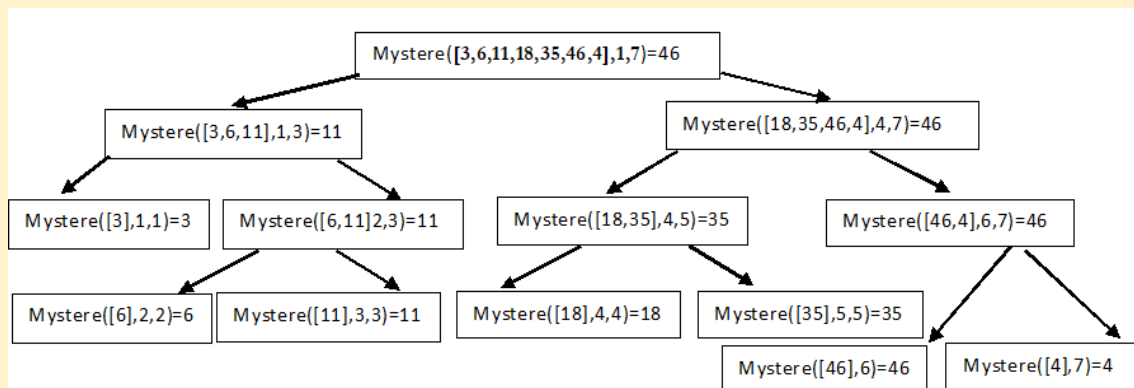 Mystere([3,6,11,18,35,46,4],1,7)=46
Mystere([3,6,11],1,3)=11
Mystere([18,35,46,4],4,7)=46
Mystere([3],1,1)=3
Mystere([6,11]2,3)=11
Mystere([18,35],4,5)=35
Mystere([46,4],6,7)=46
Mystere([6],2,2)=6
Mystere([11],3,3)=11
Mystere([18],4,4)=18
Mystere([35],5,5)=35
Mystere([46],6)=46
Mystere([4],7)=4